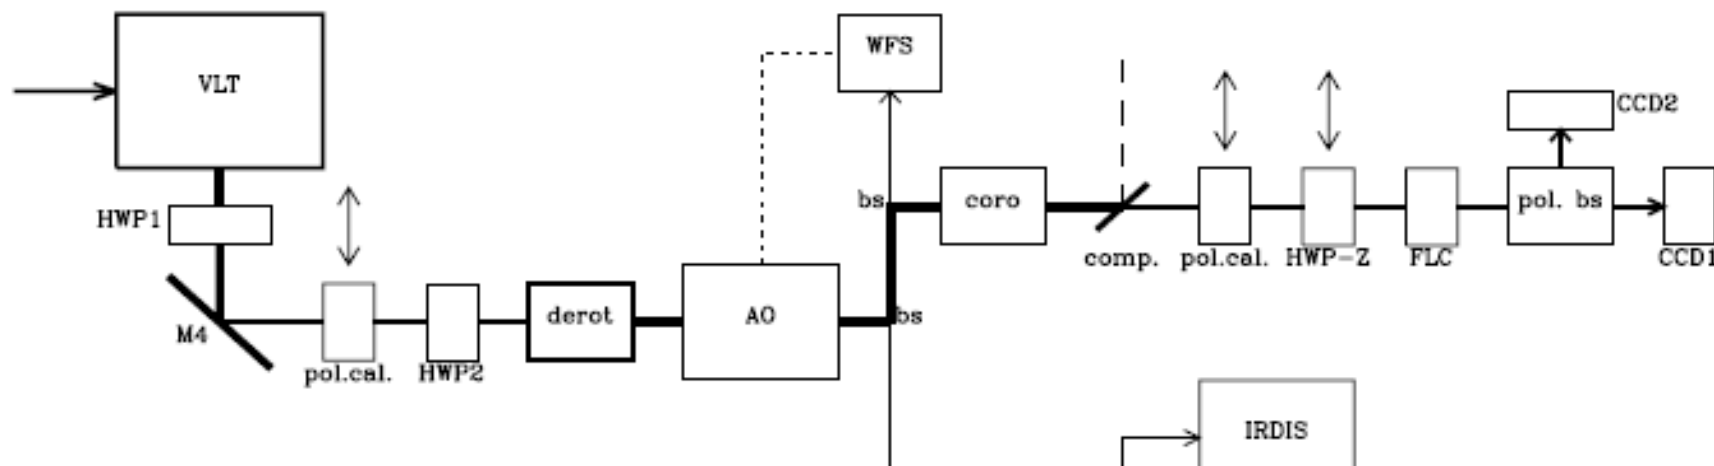 WFS
VLT
CCD2
HWP1
bs
coro
pol. bs
comp.
pol.cal.
HWP-Z
FLC
CCD1
M4
derot
AO
bs
pol.cal.
HWP2
IRDIS